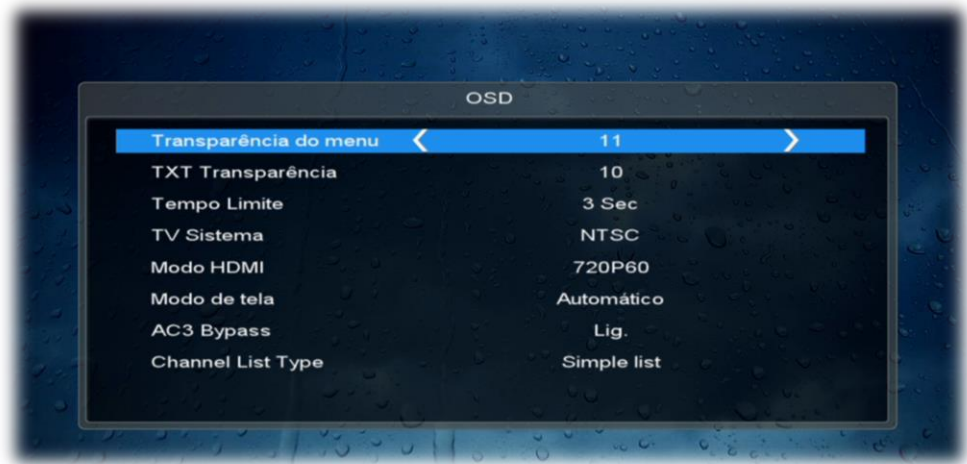 OSD
Transparência do menu 11
TXT Transparência 10
Tempo Limite 3 Sec
TV Sistema NTSC
Modo HDMI 720P60
Modo de tela Automático
AC3 Bypass Lig.
Channel List Type Simple list